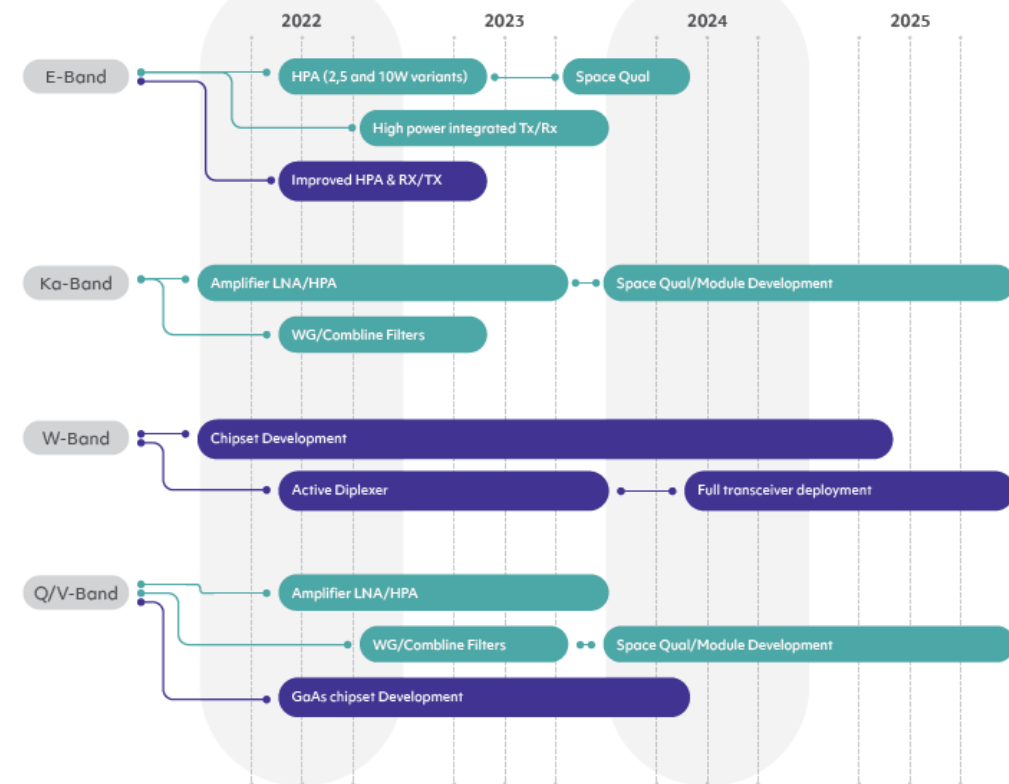 2022 2023 2024 2025
E-Band
HPA (2,5 and 10W variants)
Space Qual
High power integrated Tx/Rx
Improved HPA & RX/TX
Ka-Band
Amplifier LNA/HPA
Space Qual/Module Development
WG/Combline Filters
W-Band
Chipset Development
Active Diplexer
Full transceiver deployment
Q/V-Band
Amplifier LNA/HPA
WG/Combline Filters
Space Qual/Module Development
GaAs chipset Development